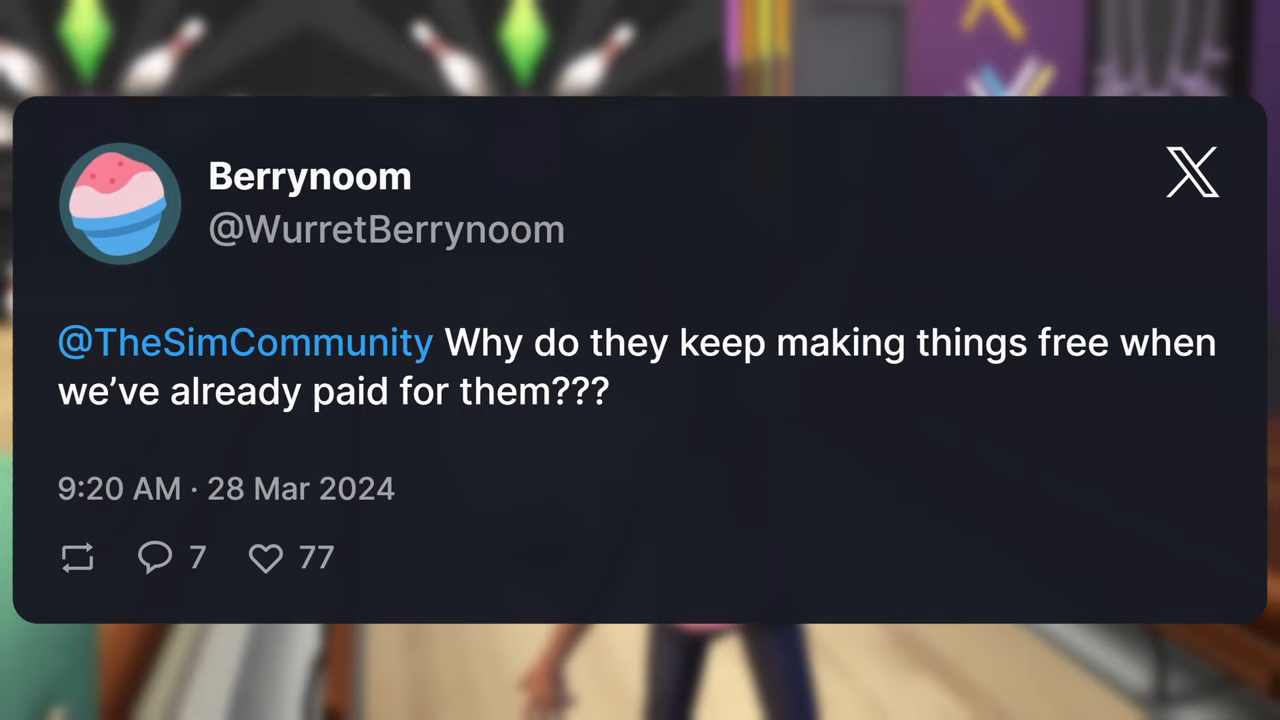 Berrynoom
@WurretBerrynoom
@TheSimCommunity Why do they keep making things free when
we’ve already paid for them???
9:20 AM · 28 Mar 2024
7 77